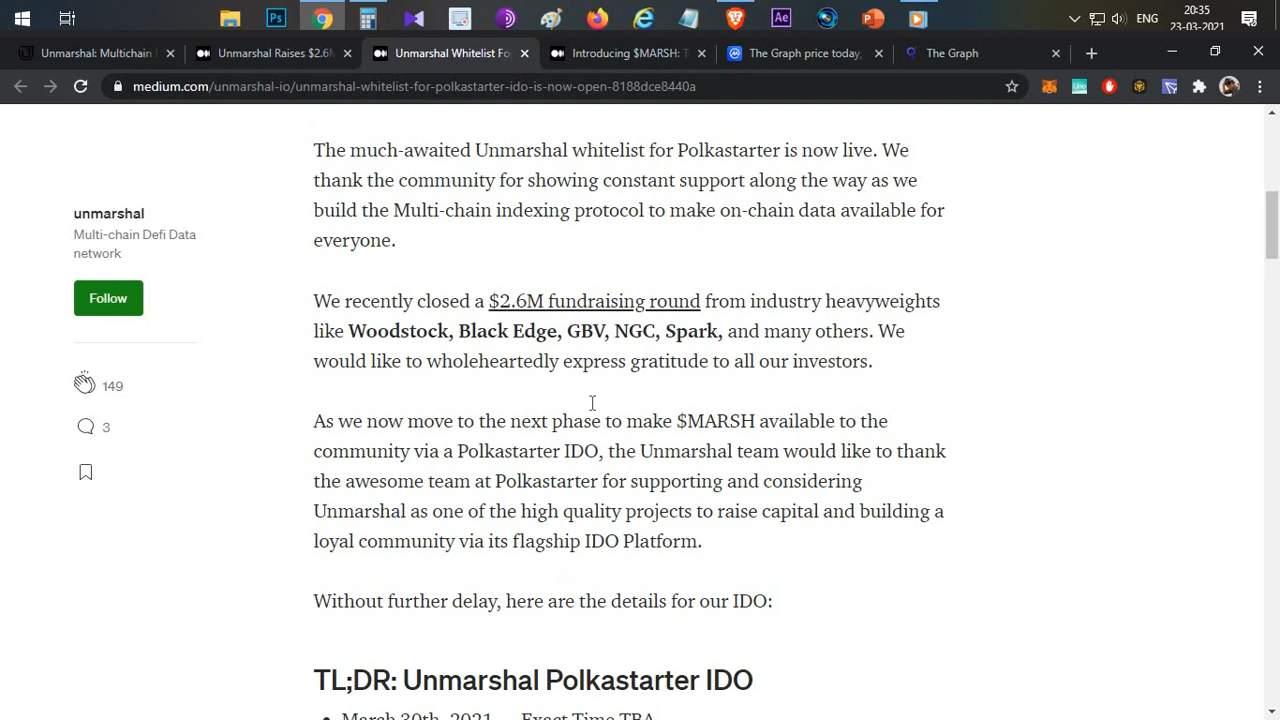 20:35
ENG
23-03-2021
Unmarshal: Multichain
Unmarshal Raises $2.6M
Unmarshal Whitelist Fo
Introducing $MARSH: T
The Graph price today,
The Graph
medium.com/unmarshal-io/unmarshal-whitelist-for-polkastarter-ido-is-now-open-8188dce8440a
unmarshal
Multi-chain Defi Data
network
Follow
149
3
The much-awaited Unmarshal whitelist for Polkastarter is now live. We
thank the community for showing constant support along the way as we
build the Multi-chain indexing protocol to make on-chain data available for
everyone.
We recently closed a $2.6M fundraising round from industry heavyweights
like Woodstock, Black Edge, GBV, NGC, Spark, and many others. We
would like to wholeheartedly express gratitude to all our investors.
As we now move to the next phase to make $MARSH available to the
community via a Polkastarter IDO, the Unmarshal team would like to thank
the awesome team at Polkastarter for supporting and considering
Unmarshal as one of the high quality projects to raise capital and building a
loyal community via its flagship IDO Platform.
Without further delay, here are the details for our IDO:
TL;DR: Unmarshal Polkastarter IDO
• March 30th, 2021 — Exact Time TBA